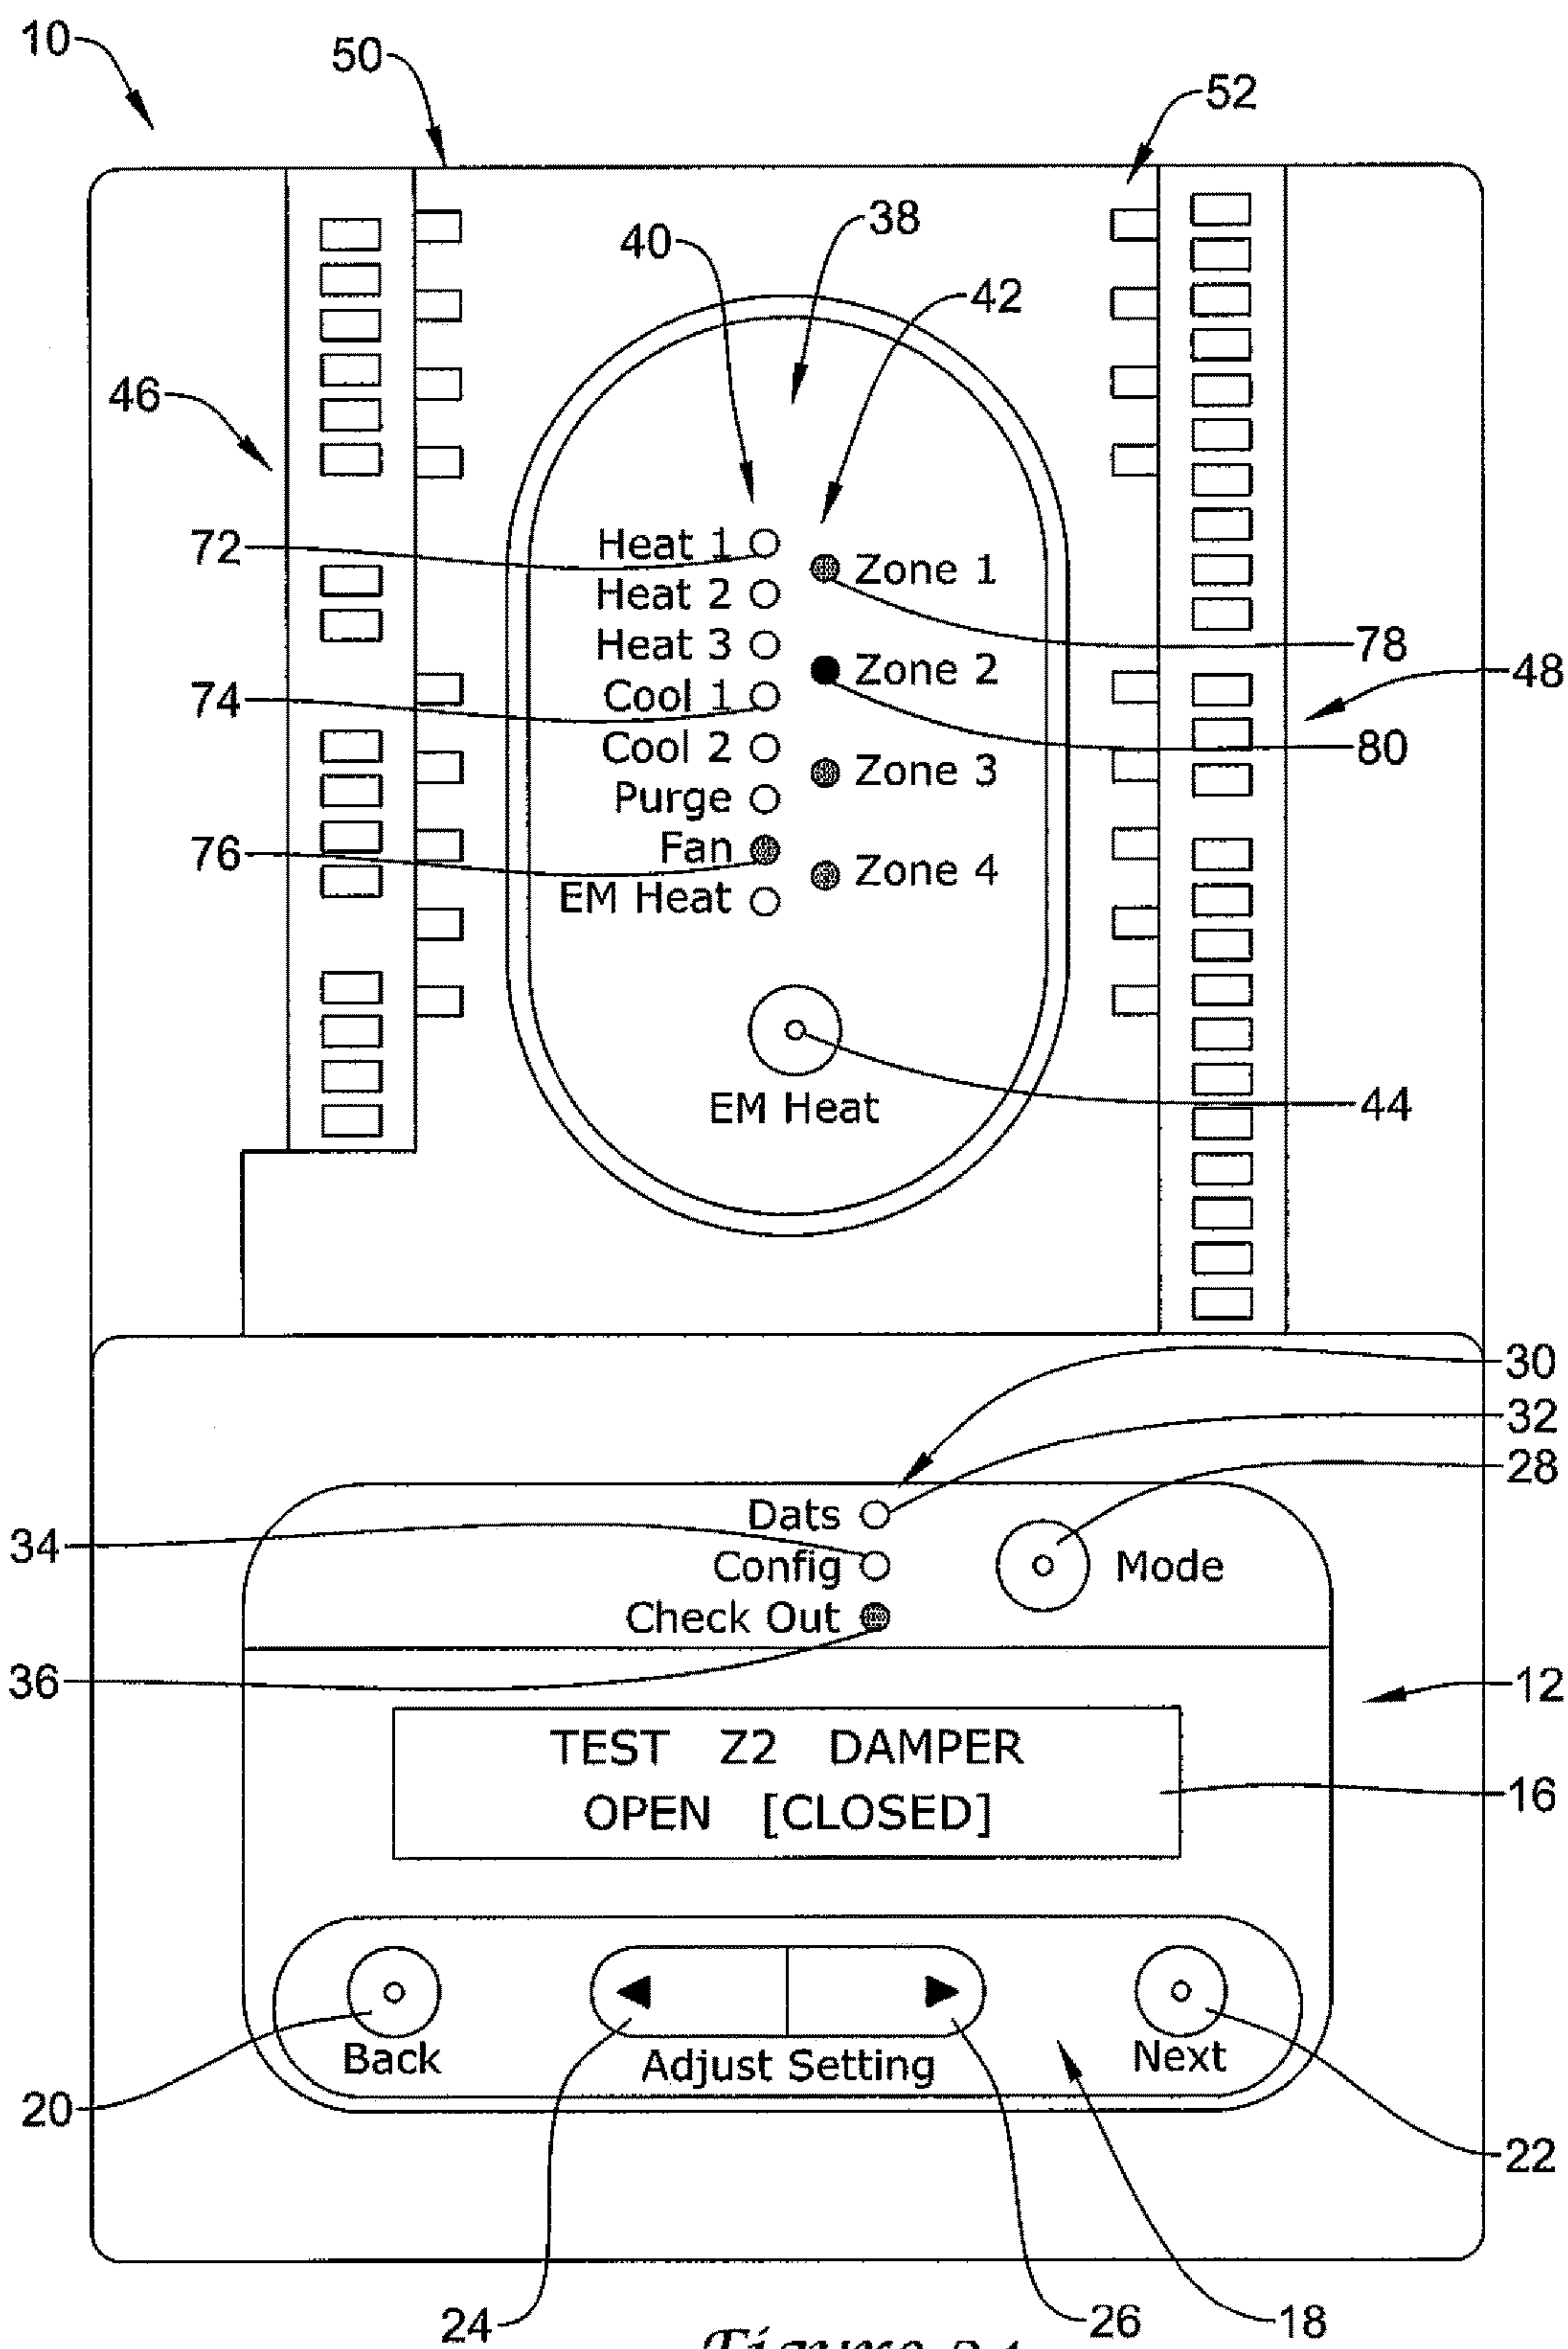 10
50
52
38
40
42
46
72
Heat 1
Zone 1
Heat 2
78
Heat 3
48
Zone 2
74
Cool 1
Cool 2
80
Zone 3
Purge
76
Fan
Zone 4
EM Heat
44
EM Heat
30
32
28
Dats
34
Config
Mode
Check Out
36
12
TEST Z2 DAMPER
16
OPEN [CLOSED]
Back
Adjust Setting
Next
20
22
24
26
18